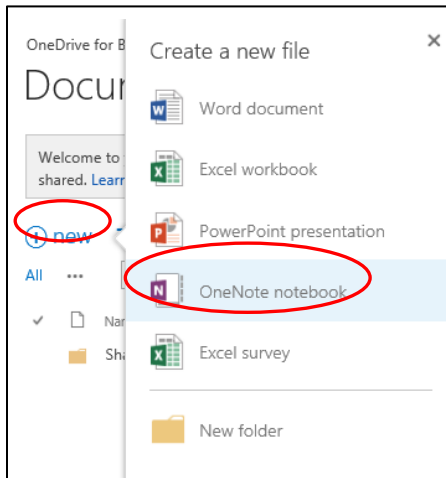 OneDrive for B
Docur
Welcome to
shared. Learn
new
All ...
Nar
Sha
Create a new file
Word document
Excel workbook
PowerPoint presentation
OneNote notebook
Excel survey
New folder